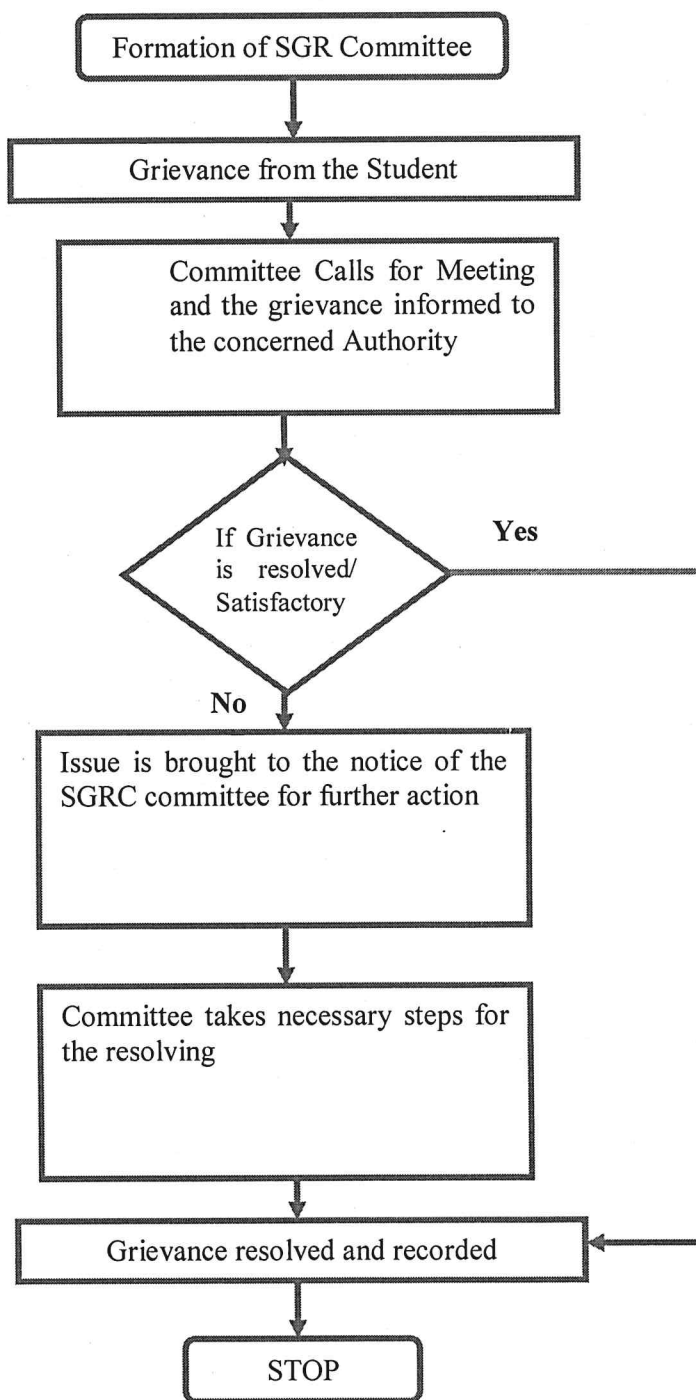 Formation of SGR Committee
Grievance from the Student
Committee Calls for Meeting
and the grievance informed to
the concerned Authority
If Grievance
is resolved/
Satisfactory
Yes
No
Issue is brought to the notice of the
SGRC committee for further action
Committee takes necessary steps for
the resolving
Grievance resolved and recorded
STOP